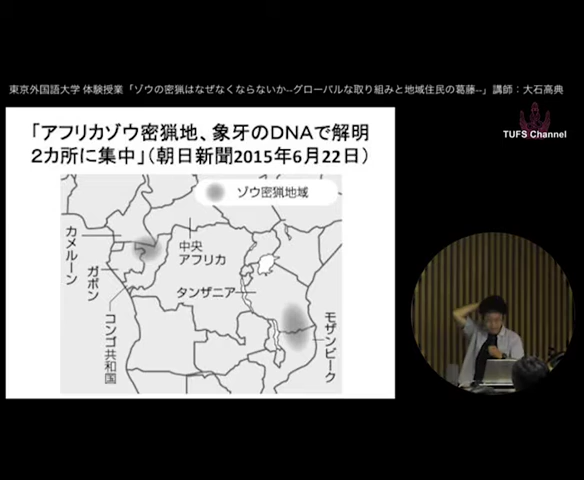 東京外国語大学 体験授業「ゾウの密猟はなぜなくならないか--グローバルな取り組みと地域住民の葛藤--」講師：大石高典
TUFS Channel
「アフリカゾウ密猟地、象牙のDNAで解明
２カ所に集中」（朝日新聞2015年6月22日）
ゾウ密猟地域
カメルーン
中央
アフリカ
ガボン
タンザニア
コンゴ共和国
モザンビーク